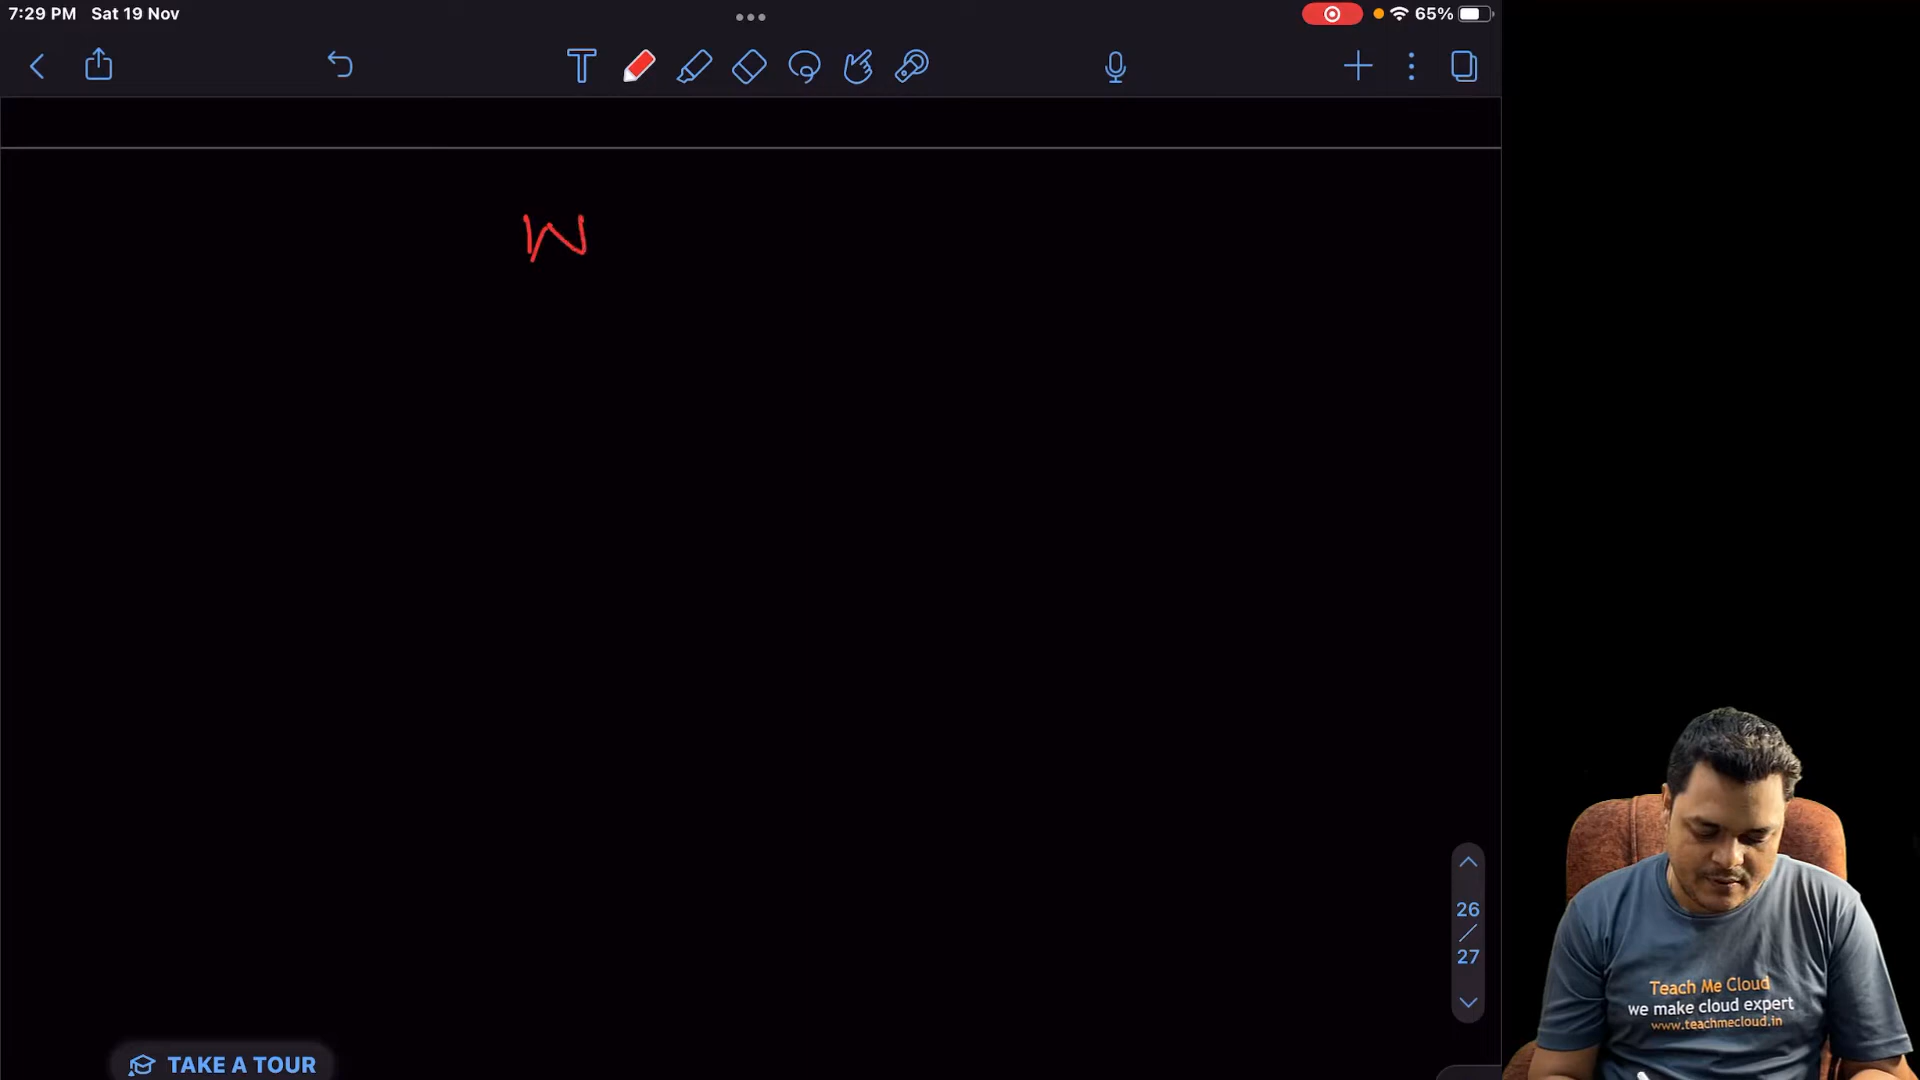 7:29 PM Sat 19 Nov
65%
T
W
26
27
TAKE A TOUR
Teach Me Cloud
we make cloud expert
www.teachmecloud.in